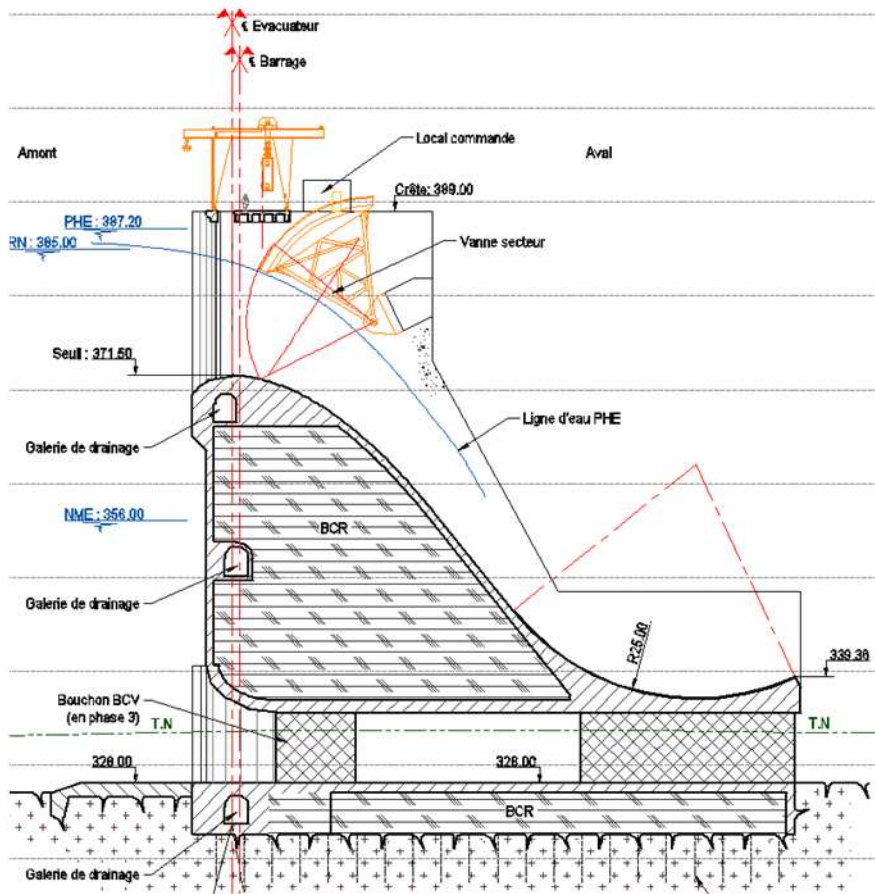 ℄ Evacuateur
℄ Barrage
Local commande
Amont
Aval
Crête: 389.00
PHE : 387.20
RN : 385.00
Vanne secteur
Seuil : 371.50
Ligne d'eau PHE
Galerie de drainage
NME : 356.00
BCR
Galerie de drainage
R25.00
339.36
Bouchon BCV
(en phase 3)
T.N
T.N
328.00
328.00
BCR
Galerie de drainage